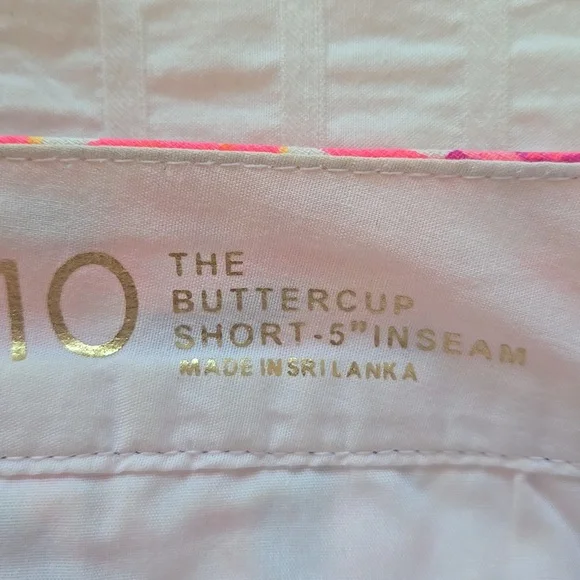 10
THE
BUTTERCUP
SHORT-5" INSEAM
MADE IN SRI LANKA